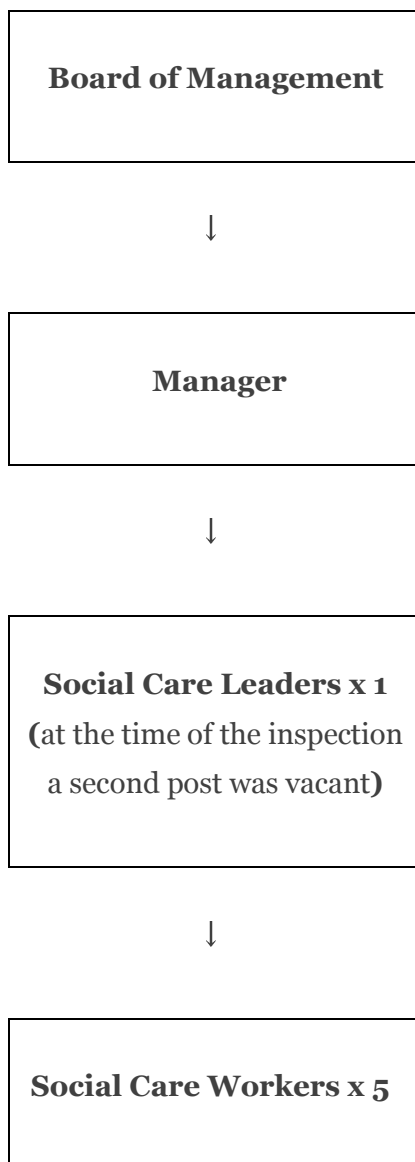 Board of Management
↓
Manager
↓
Social Care Leaders x 1
(at the time of the inspection
a second post was vacant)
↓
Social Care Workers x 5